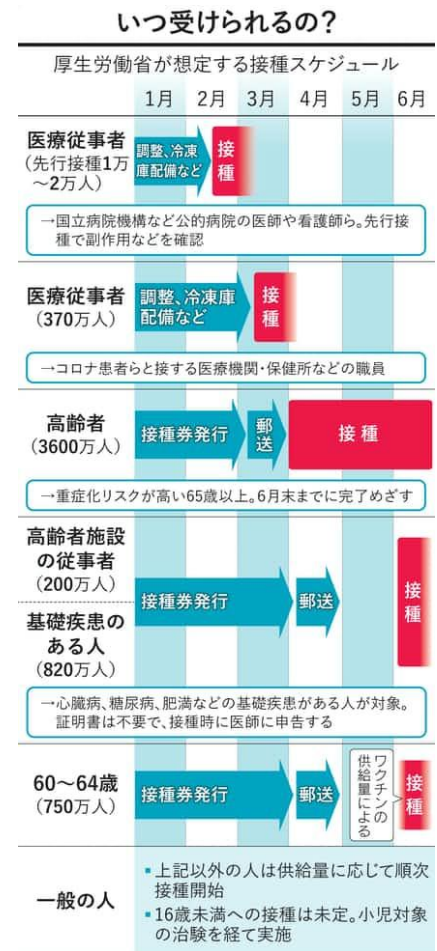 いつ受けられるの?
厚生労働省が想定する接種スケジュール
1月 2月 3月 4月 5月 6月
医療従事者
(先行接種1万
〜2万人)
調整、冷凍
庫配備など
接種
→国立病院機構など公的病院の医師や看護師ら。先行接
種で副作用などを確認
医療従事者
(370万人)
調整、冷凍庫
配備など
接種
→コロナ患者らと接する医療機関・保健所などの職員
高齢者
(3600万人)
接種券発行
郵送
接種
→重症化リスクが高い65歳以上。6月末までに完了めざす
高齢者施設
の従事者
(200万人)
基礎疾患の
ある人
(820万人)
接種券発行
郵送
接種
→心臓病、糖尿病、肥満などの基礎疾患がある人が対象。
証明書は不要で、接種時に医師に申告する
60〜64歳
(750万人)
接種券発行
郵送
ワクチンの
供給量による
接種
一般の人
▪上記以外の人は供給量に応じて順次
接種開始
▪16歳未満への接種は未定。小児対象
の治験を経て実施